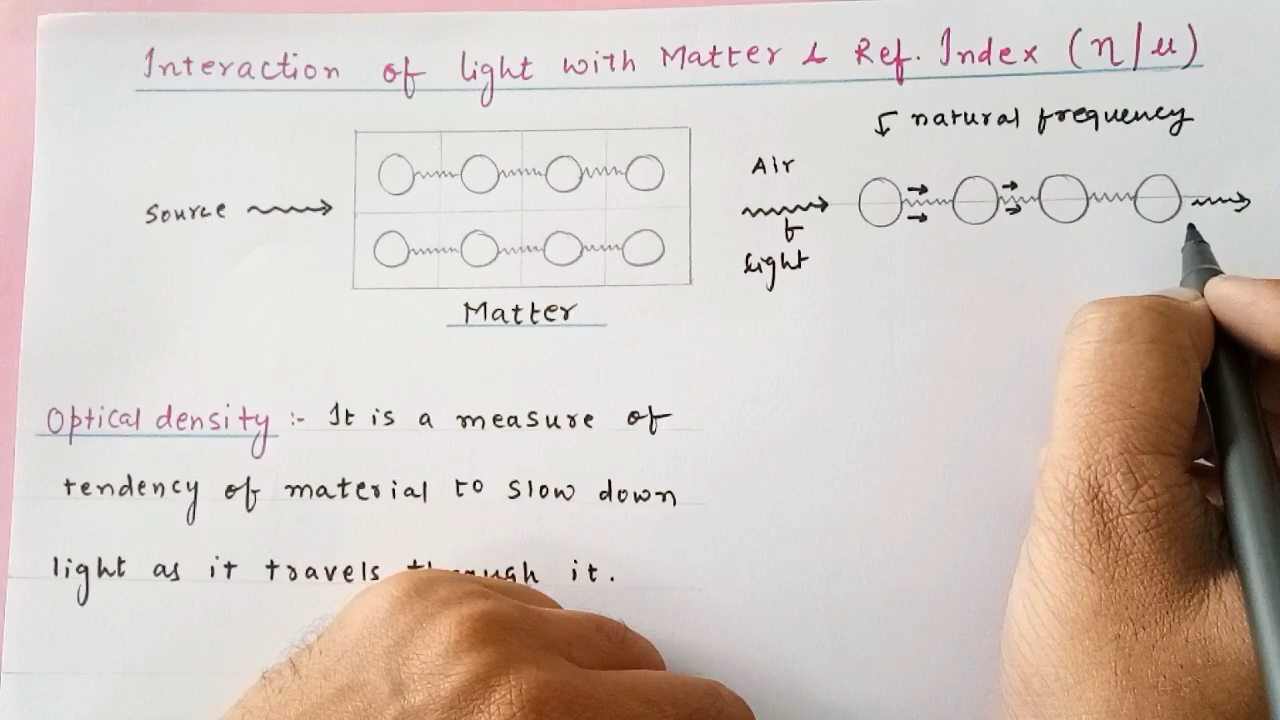 Interaction of light with Matter & Ref. Index (η/μ)
natural frequency
Air
Source
Light
Matter
Optical density :- It is a measure of
tendency of material to slow down
light as it travels through it.